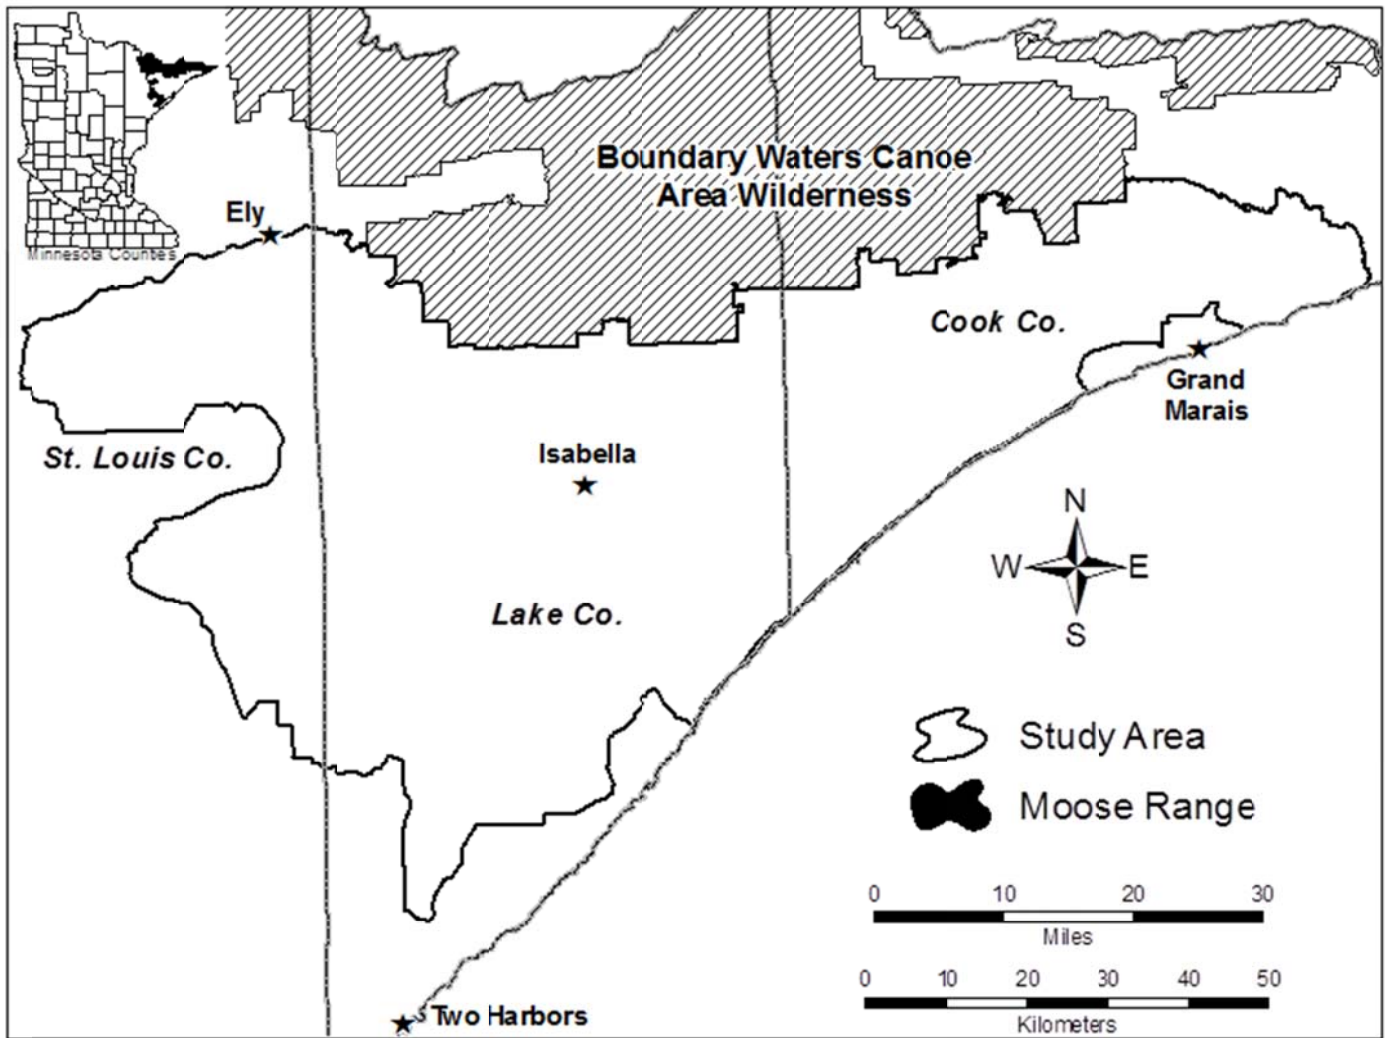 Boundary Waters Canoe
Area Wilderness
Ely
Minnesota Counties
Cook Co.
Grand
Marais
St. Louis Co.
Isabella
N
W
E
S
Lake Co.
Study Area
Moose Range
0 10 20 30
Miles
0 10 20 30 40 50
Kilometers
Two Harbors